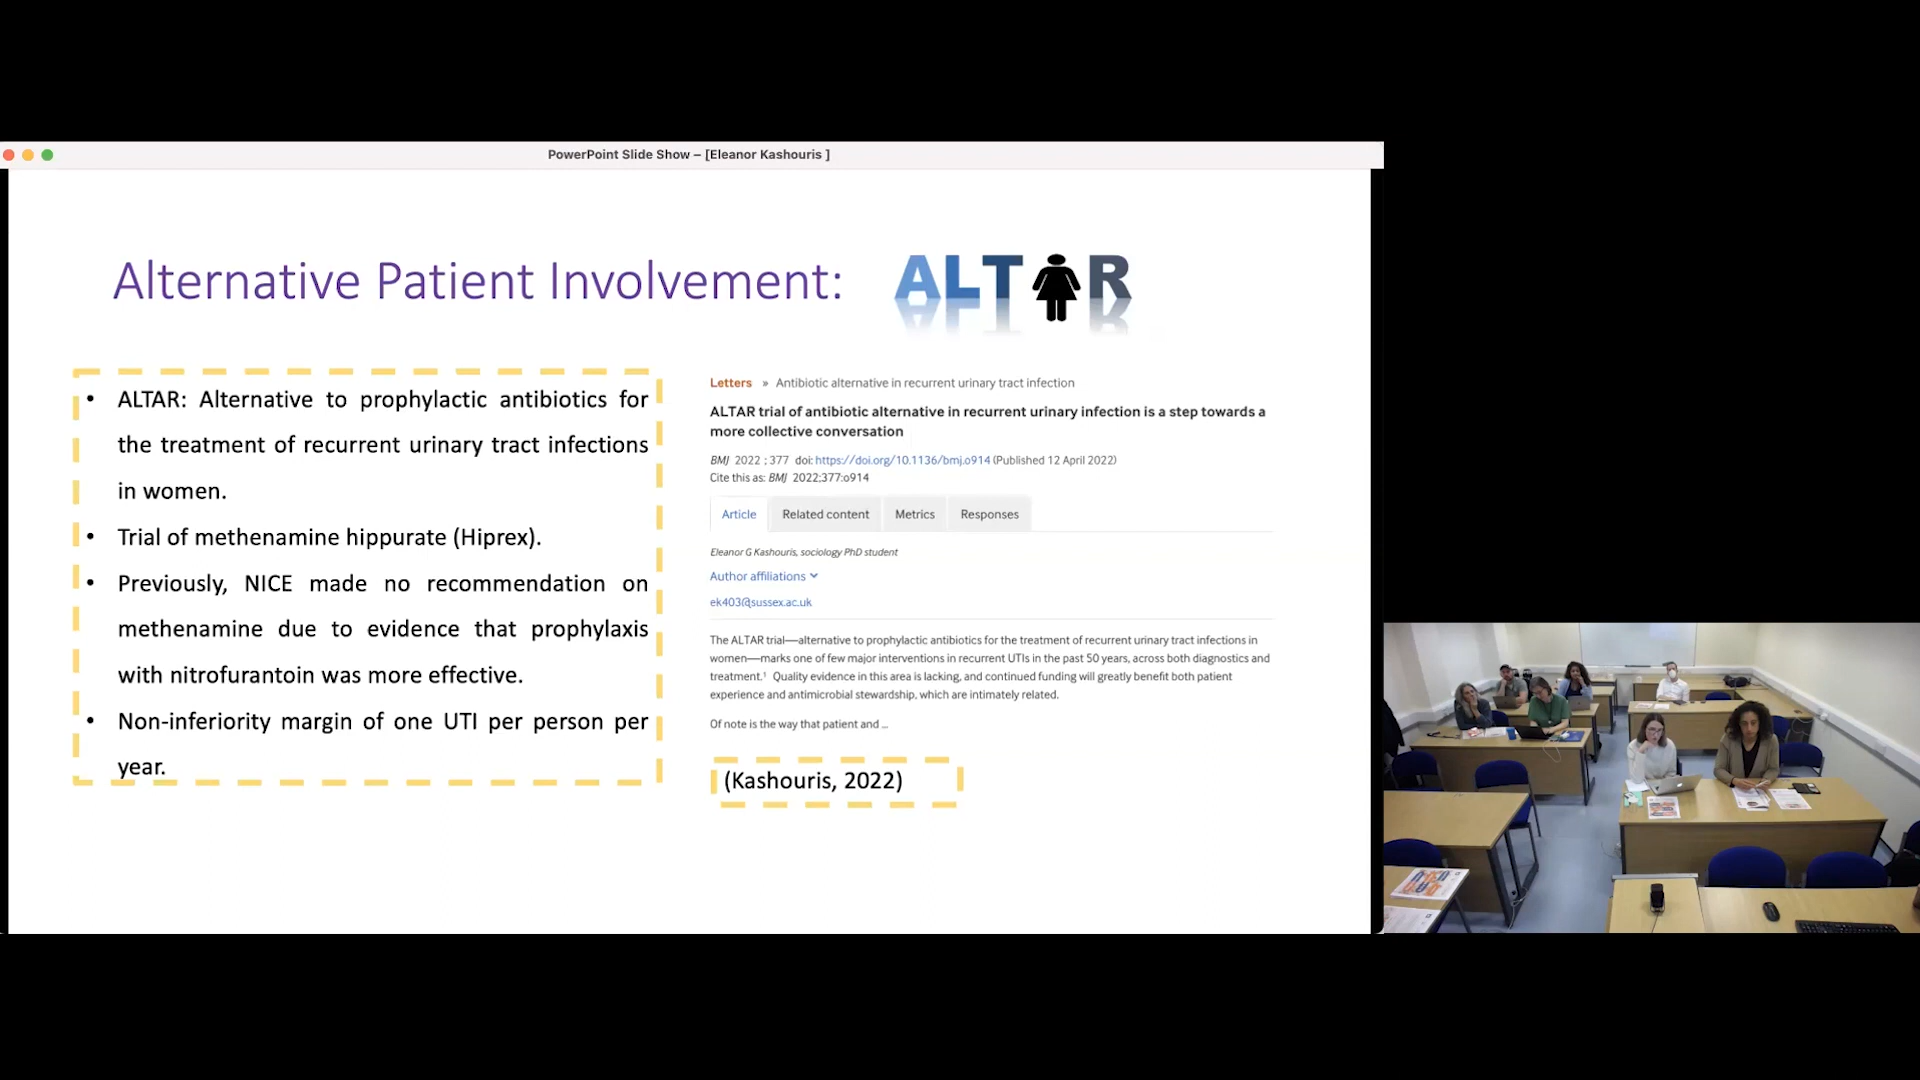 PowerPoint Slide Show – [Eleanor Kashouris ]
Alternative Patient Involvement:
ALTAR
• ALTAR: Alternative to prophylactic antibiotics for
the treatment of recurrent urinary tract infections
in women.
• Trial of methenamine hippurate (Hiprex).
• Previously, NICE made no recommendation on
methenamine due to evidence that prophylaxis
with nitrofurantoin was more effective.
• Non-inferiority margin of one UTI per person per
year.
Letters » Antibiotic alternative in recurrent urinary tract infection
ALTAR trial of antibiotic alternative in recurrent urinary infection is a step towards a
more collective conversation
BMJ 2022 ; 377 doi: https://doi.org/10.1136/bmj.o914 (Published 12 April 2022)
Cite this as: BMJ 2022;377:o914
Article Related content Metrics Responses
Eleanor G Kashouris, sociology PhD student
Author affiliations
ek403@sussex.ac.uk
The ALTAR trial—alternative to prophylactic antibiotics for the treatment of recurrent urinary tract infections in
women—marks one of few major interventions in recurrent UTIs in the past 50 years, across both diagnostics and
treatment.1 Quality evidence in this area is lacking, and continued funding will greatly benefit both patient
experience and antimicrobial stewardship, which are intimately related.
Of note is the way that patient and ...
(Kashouris, 2022)